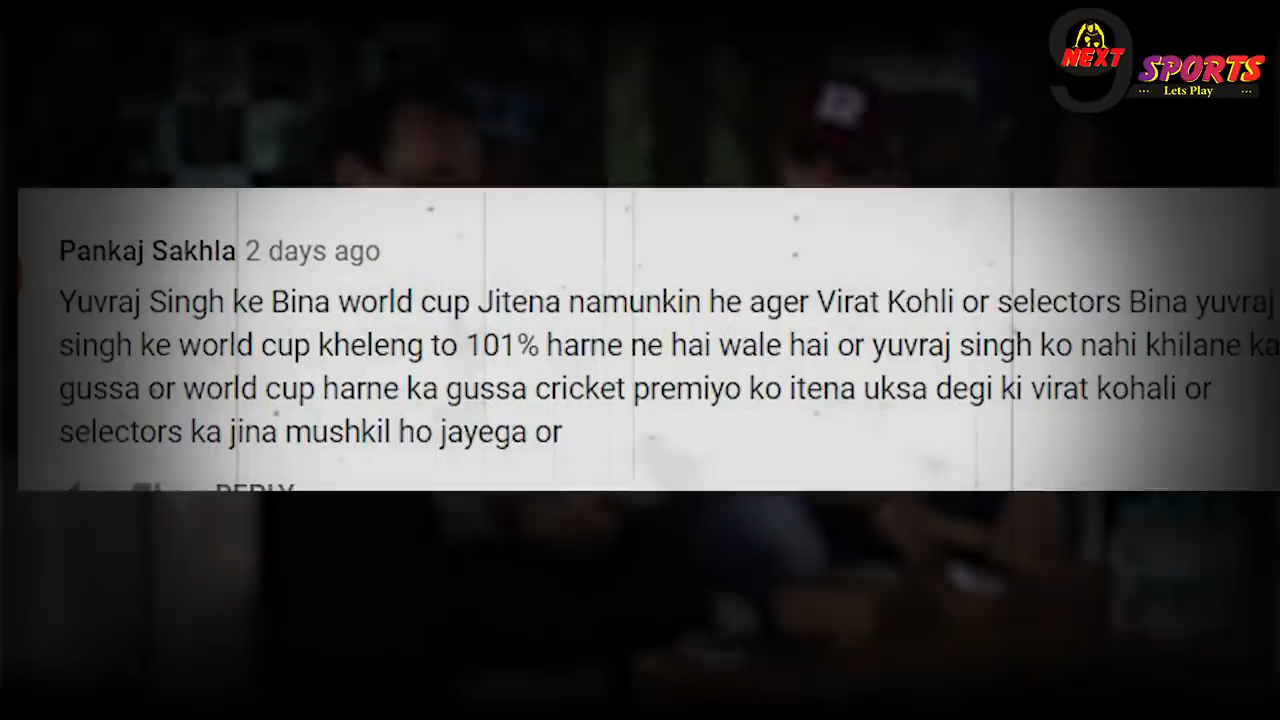 9
NEXT
SPORTS
Lets Play
Pankaj Sakhla 2 days ago
Yuvraj Singh ke Bina world cup Jitena namunkin he ager Virat Kohli or selectors Bina yuvraj
singh ke world cup kheleng to 101% harne ne hai wale hai or yuvraj singh ko nahi khilane ka
gussa or world cup harne ka gussa cricket premiyo ko itena uksa degi ki virat kohali or
selectors ka jina mushkil ho jayega or
REPLY